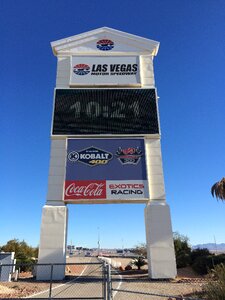 LAS VEGAS
MOTOR SPEEDWAY
10:21
KOBALT
400
Coca-Cola
EXOTICS
RACING